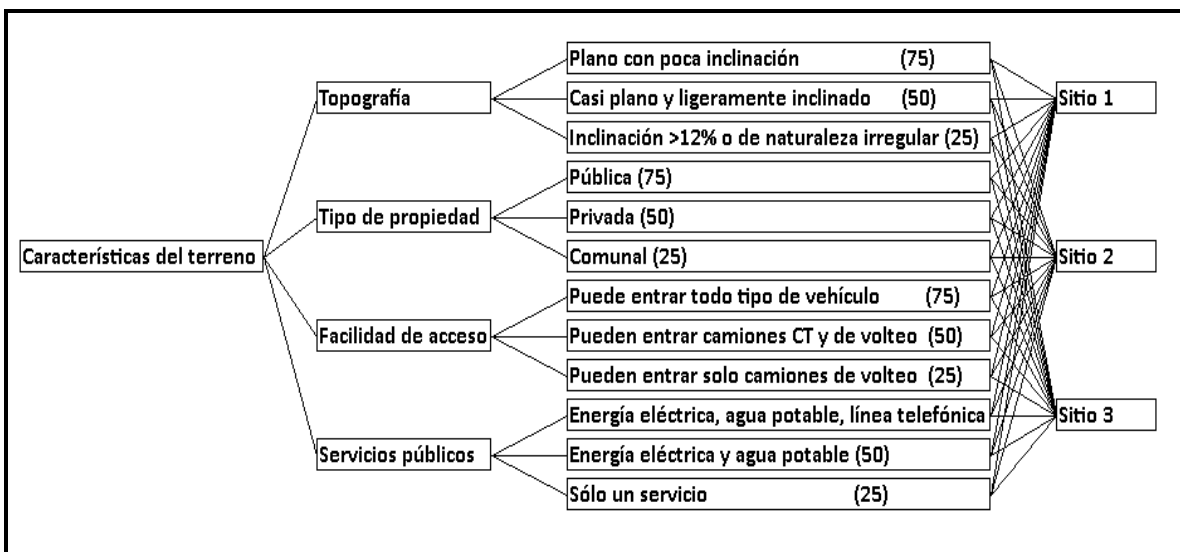 Plano con poca inclinación (75)
Topografía
Casi plano y ligeramente inclinado (50)
Sitio 1
Inclinación >12% o de naturaleza irregular (25)
Pública (75)
Tipo de propiedad
Privada (50)
Características del terreno
Comunal (25)
Sitio 2
Puede entrar todo tipo de vehículo (75)
Facilidad de acceso
Pueden entrar camiones CT y de volteo (50)
Pueden entrar solo camiones de volteo (25)
Energía eléctrica, agua potable, línea telefónica
Sitio 3
Servicios públicos
Energía eléctrica y agua potable (50)
Sólo un servicio (25)